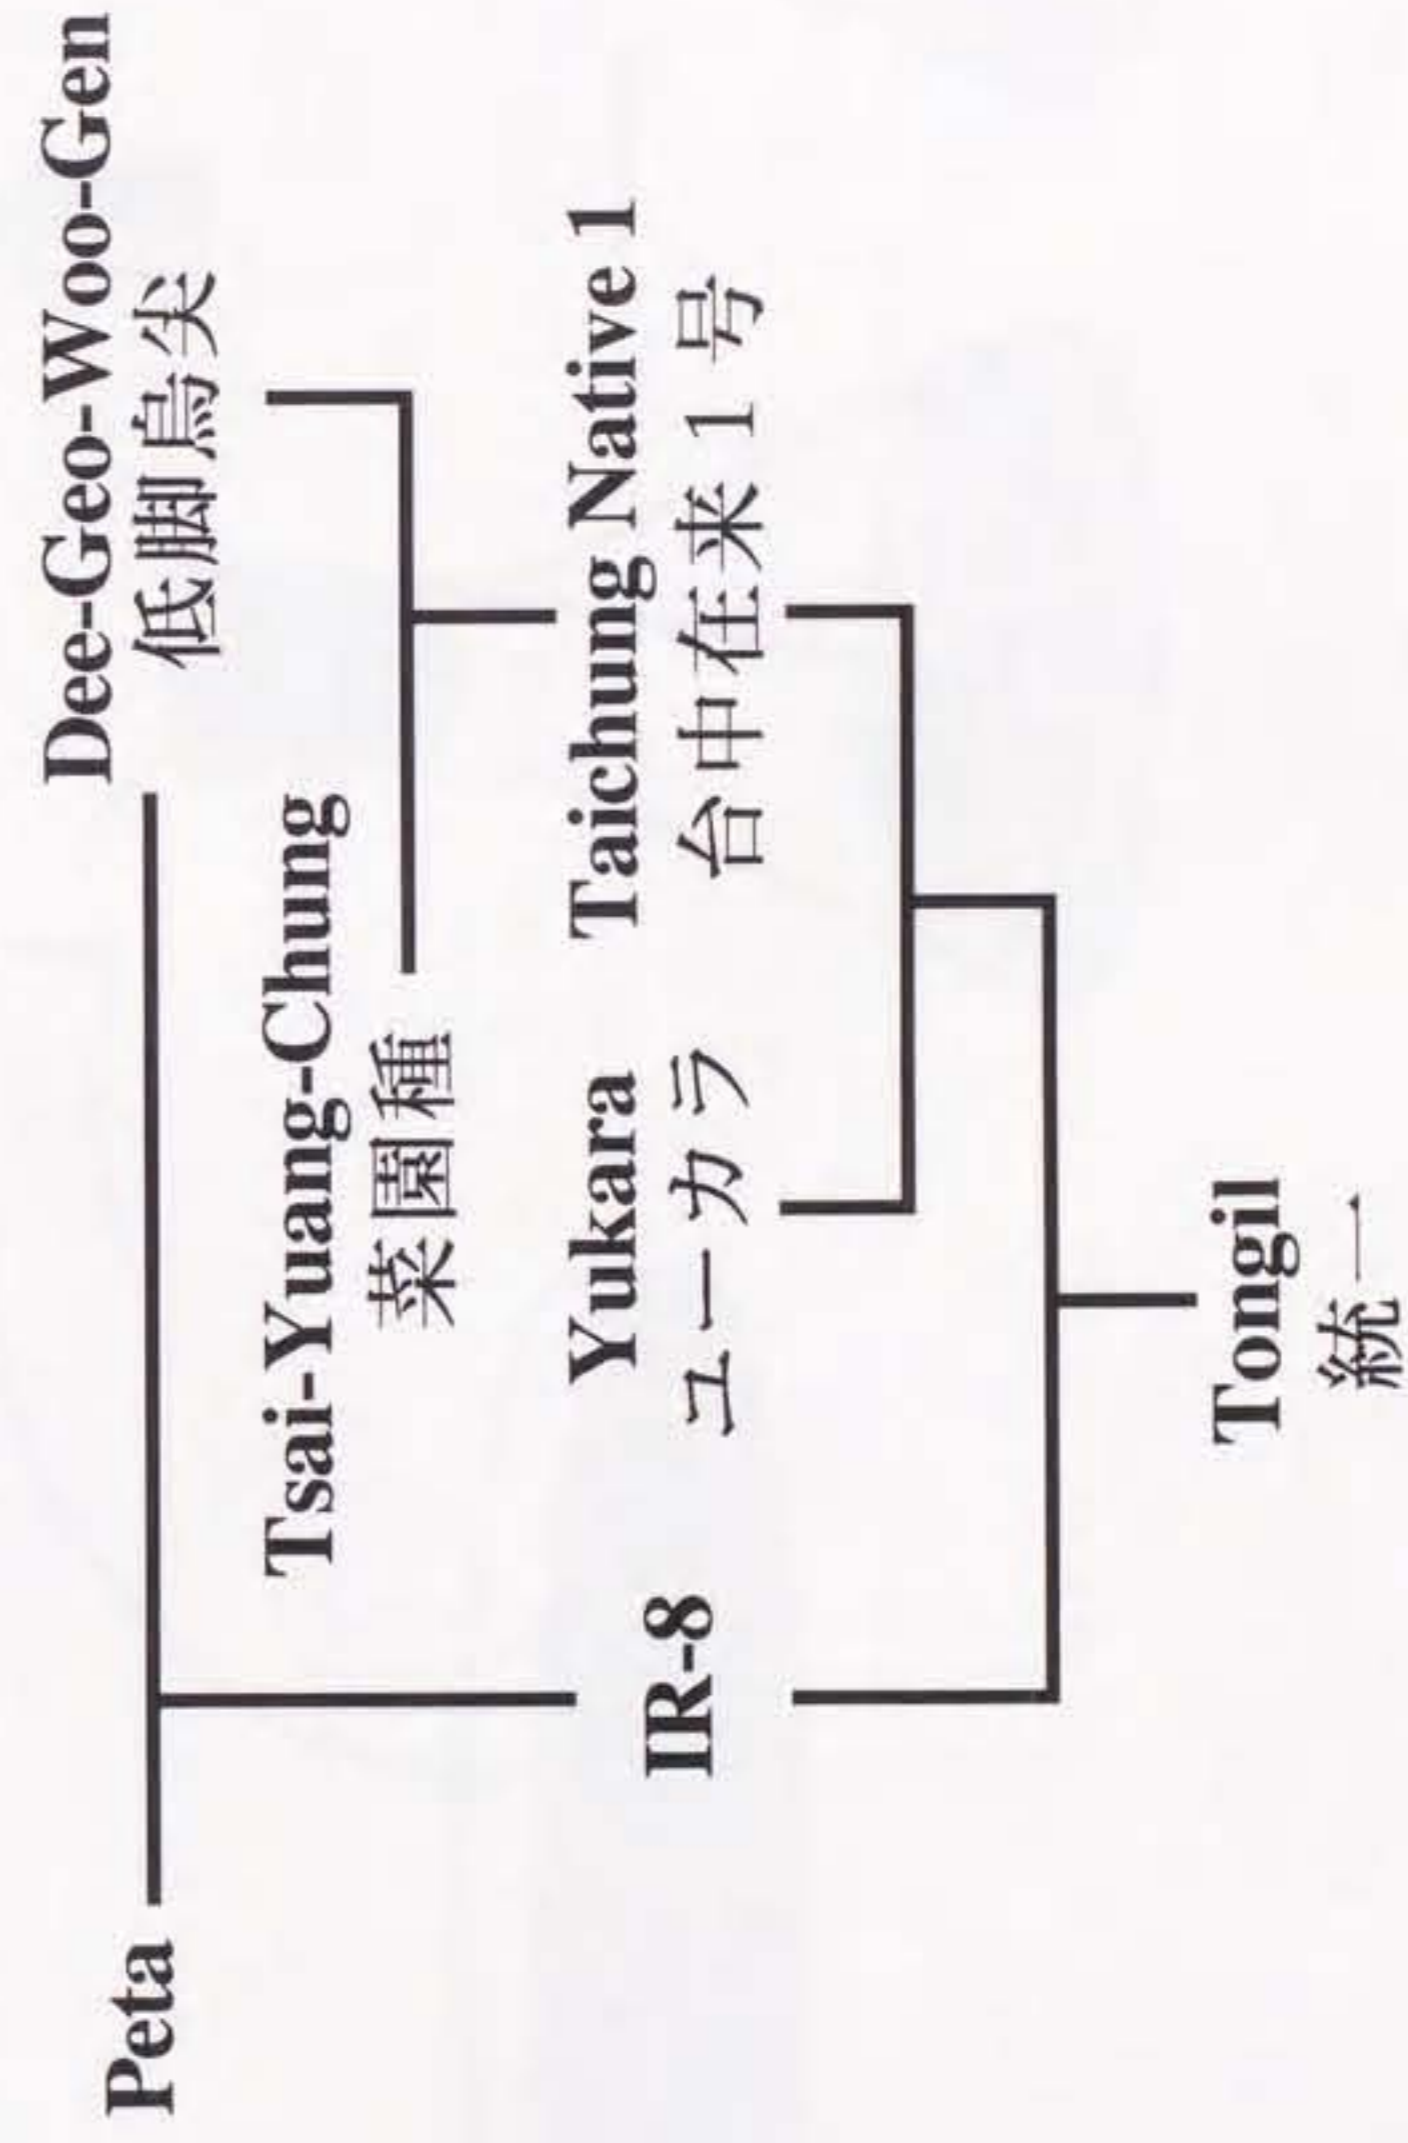 Peta
Dee-Geo-Woo-Gen
低脚烏尖
Tsai-Yuang-Chung
菜園種
IR-8
Yukara
ユーカラ
Taichung Native 1
台中在来1号
Tongil
統一